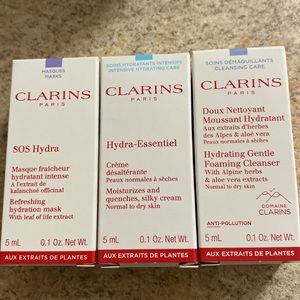 MASQUES
MASKS
CLARINS
PARIS
SOS Hydra
Masque fraîcheur
hydratant intense
A l'extrait de
kalanchoé officinal
Refreshing
hydration mask
With leaf of life extract
5 mL 0.1 Oz. Net Wt.
AUX EXTRAITS DE PLANTES
SOINS HYDRATANTS INTENSIFS
INTENSIVE HYDRATING CARE
CLARINS
PARIS
Hydra-Essentiel
Crème
désaltérante
Peaux normales à sèches
Moisturizes and
quenches, silky cream
Normal to dry skin
5 mL 0.1 Oz. Net Wt.
AUX EXTRAITS DE PLANTES
SOINS DÉMAQUILLANTS
CLEANSING CARE
CLARINS
PARIS
Doux Nettoyant
Moussant Hydratant
Aux extraits d'herbes
des Alpes & aloe vera
Peaux normales à sèches
Hydrating Gentle
Foaming Cleanser
With Alpine herbs
& aloe vera extracts
Normal to dry skin
ANTI-POLLUTION
DOMAINE
CLARINS
5 mL 0.1 Oz. Net Wt.
AUX EXTRAITS DE PLANTES